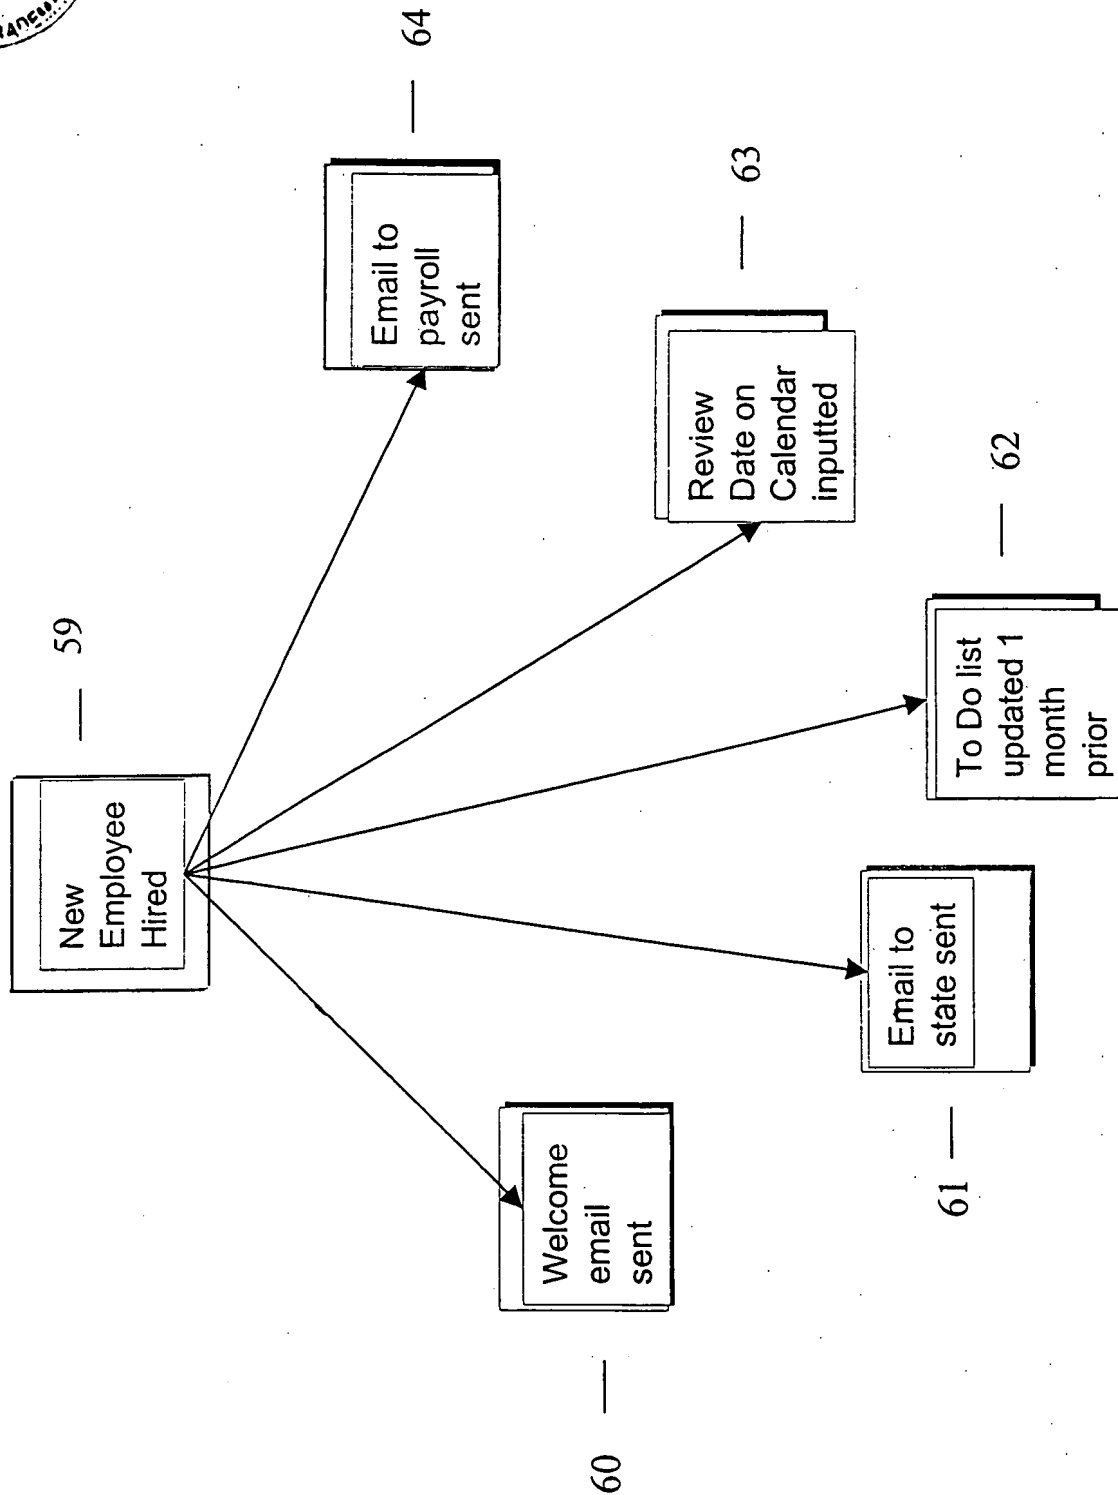 59
New
Employee
Hired
64
Email to
payroll
sent
63
Review
Date on
Calendar
inputted
62
To Do list
updated 1
month
prior
61
Email to
state sent
60
Welcome
email
sent